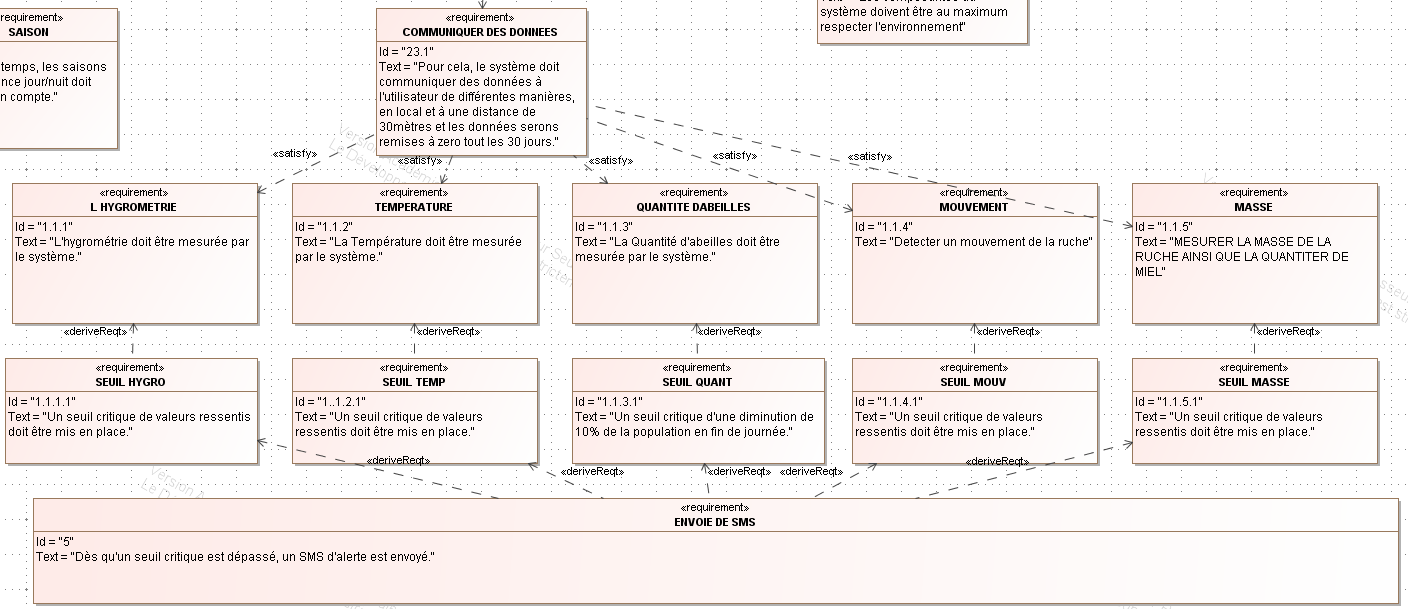 requirement»
SAISON
temps, les saisons
nce jour/nuit doit
n compte."
«requirement»
COMMUNIQUER DES DONNEES
Id = "23.1"
Text = "Pour cela, le système doit
communiquer des données à
l'utilisateur de différentes manières,
en local et à une distance de
30mètres et les données serons
remises à zero tout les 30 jours."
système doivent être au maximum
respecter l'environnement"
«satisfy»
«satisfy»
«satisfy»
«satisfy»
«satisfy»
«requirement»
L HYGROMETRIE
Id = "1.1.1"
Text = "L'hygrométrie doit être mesurée par
le système."
«requirement»
TEMPERATURE
Id = "1.1.2"
Text = "La Température doit être mesurée
par le système."
«requirement»
QUANTITE DABEILLES
Id = "1.1.3"
Text = "La Quantité d'abeilles doit être
mesurée par le système."
«requirement»
MOUVEMENT
Id = "1.1.4"
Text = "Detecter un mouvement de la ruche"
«requirement»
MASSE
Id = "1.1.5"
Text = "MESURER LA MASSE DE LA
RUCHE AINSI QUE LA QUANTITER DE
MIEL"
«deriveReqt»
«deriveReqt»
«deriveReqt»
«deriveReqt»
«deriveReqt»
«requirement»
SEUIL HYGRO
Id = "1.1.1.1"
Text = "Un seuil critique de valeurs ressentis
doit être mis en place."
«requirement»
SEUIL TEMP
Id = "1..1.2.1"
Text = "Un seuil critique de valeurs
ressentis doit être mis en place."
«requirement»
SEUIL QUANT
Id = "1.1.3.1"
Text = "Un seuil critique d'une diminution de
10% de la population en fin de journée."
«requirement»
SEUIL MOUV
Id = "1.1.4.1"
Text = "Un seuil critique de valeurs
ressentis doit être mis en place."
«requirement»
SEUIL MASSE
Id = "1.1.5.1"
Text = "Un seuil critique de valeurs
ressentis doit être mis en place."
«deriveReqt»
«deriveReqt»
«deriveReqt»
«deriveReqt»
«deriveReqt»
«requirement»
ENVOIE DE SMS
Id = "5"
Text = "Dès qu'un seuil critique est dépassé, un SMS d'alerte est envoyé."